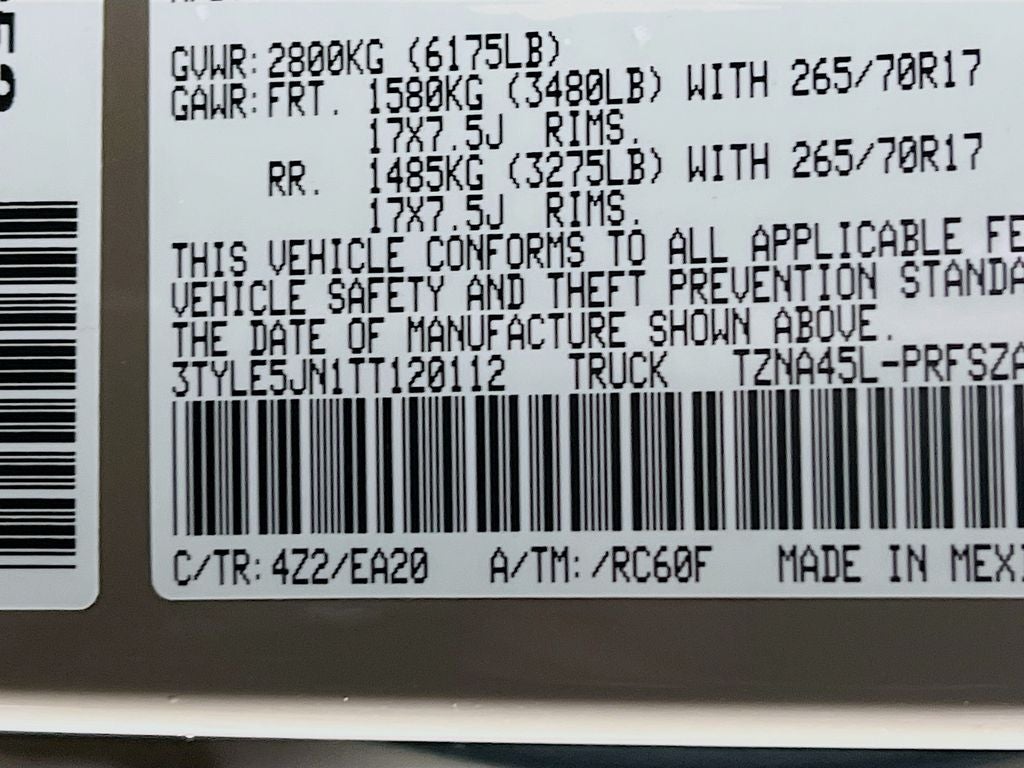 GVWR: 2800KG (6175LB)
GAWR: FRT. 1580KG (3480LB) WITH 265/70R17
17X7.5J RIMS.
RR. 1485KG (3275LB) WITH 265/70R17
17X7.5J RIMS.
THIS VEHICLE CONFORMS TO ALL APPLICABLE FE
VEHICLE SAFETY AND THEFT PREVENTION STANDA
THE DATE OF MANUFACTURE SHOWN ABOVE.
3TYLE5JN1TT120112 TRUCK TZNA45L-PRFSZA
C/TR: 4Z2/EA20 A/TM: /RC60F MADE IN MEXI